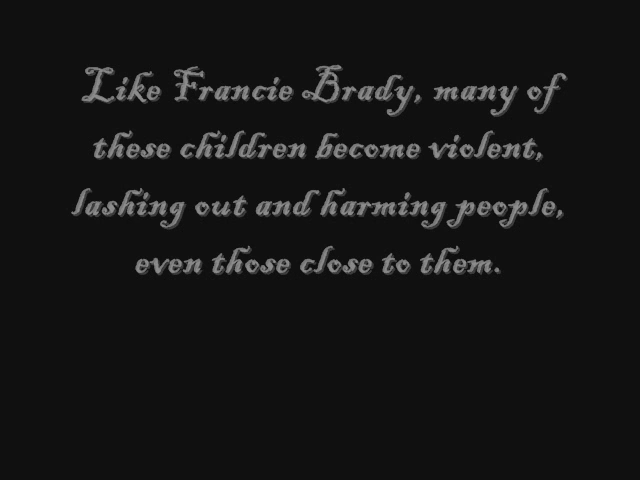 Like Francie Brady, many of
these children become violent,
lashing out and harming people,
even those close to them.